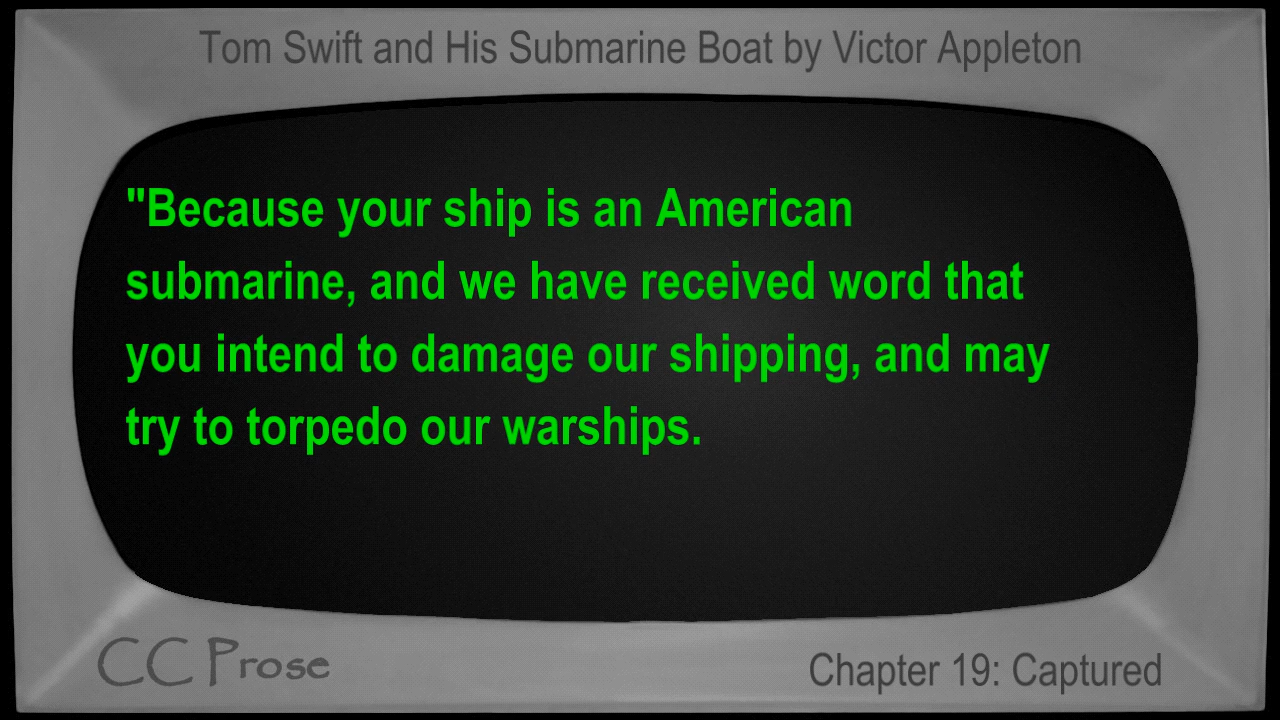 Tom Swift and His Submarine Boat by Victor Appleton
"Because your ship is an American
submarine, and we have received word that
you intend to damage our shipping, and may
try to torpedo our warships.
CC Prose
Chapter 19: Captured